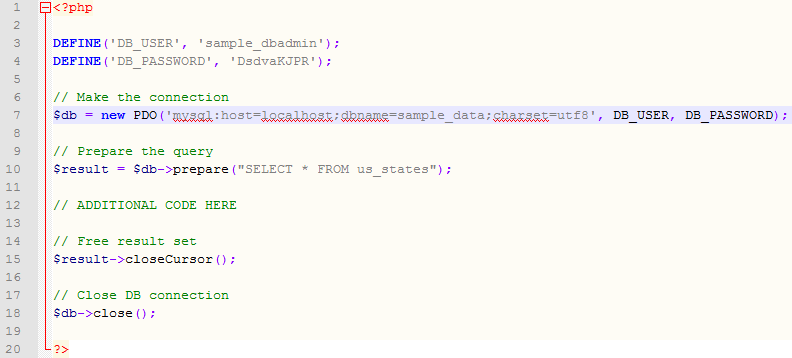 1 <?php
2
3 DEFINE('DB_USER', 'sample_dbadmin');
4 DEFINE('DB_PASSWORD', 'DsdvaKJPR');
5
6 // Make the connection
7 $db = new PDO('mysql:host=localhost;dbname=sample_data;charset=utf8', DB_USER, DB_PASSWORD);
8
9 // Prepare the query
10 $result = $db->prepare("SELECT * FROM us_states");
11
12 // ADDITIONAL CODE HERE
13
14 // Free result set
15 $result->closeCursor();
16
17 // Close DB connection
18 $db->close();
19
20 ?>